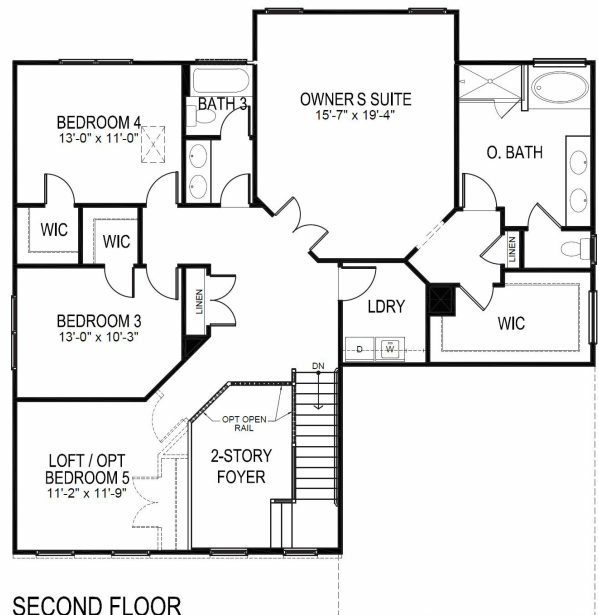 OWNER S SUITE
15'-7" x 19'-4"
BATH 3
BEDROOM 4
13'-0" x 11'-0"
O. BATH
WIC
WIC
LINEN
LINEN
LDRY
BEDROOM 3
13'-0" x 10'-3"
WIC
D
W
DN
OPT OPEN
RAIL
2-STORY
FOYER
LOFT / OPT
BEDROOM 5
11'-2" x 11'-9"
SECOND FLOOR